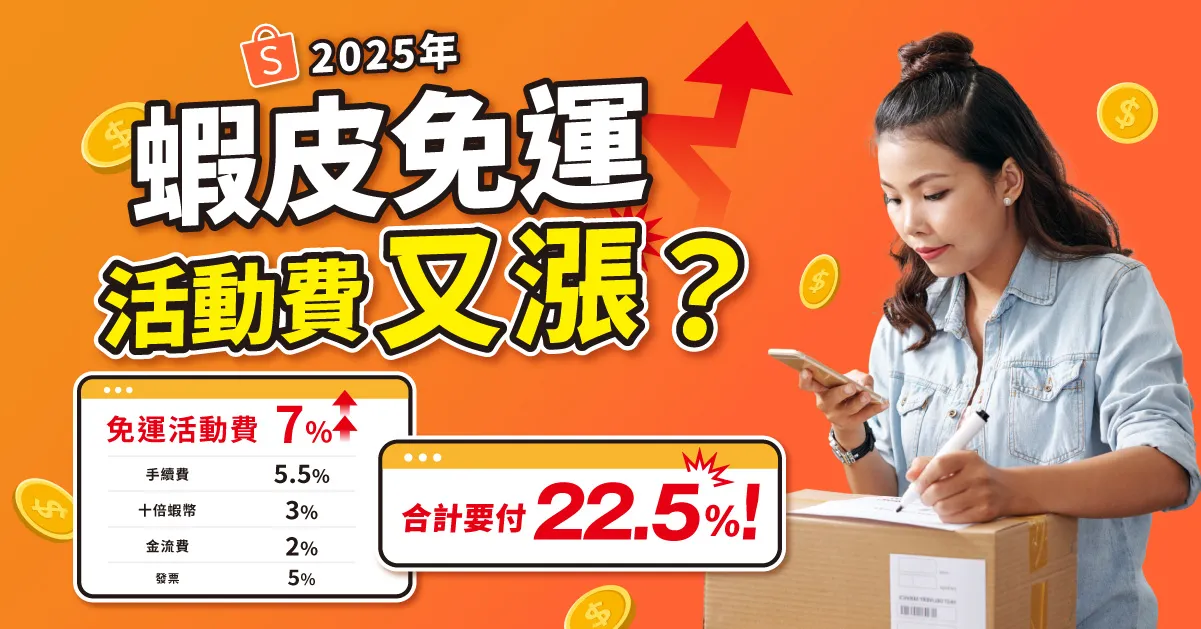 S
2025年
蝦皮免運
活動費又漲？
免運活動費 7%
手續費 5.5%
十倍蝦幣 3%
金流費 2%
發票 5%
合計要付 22.5%!